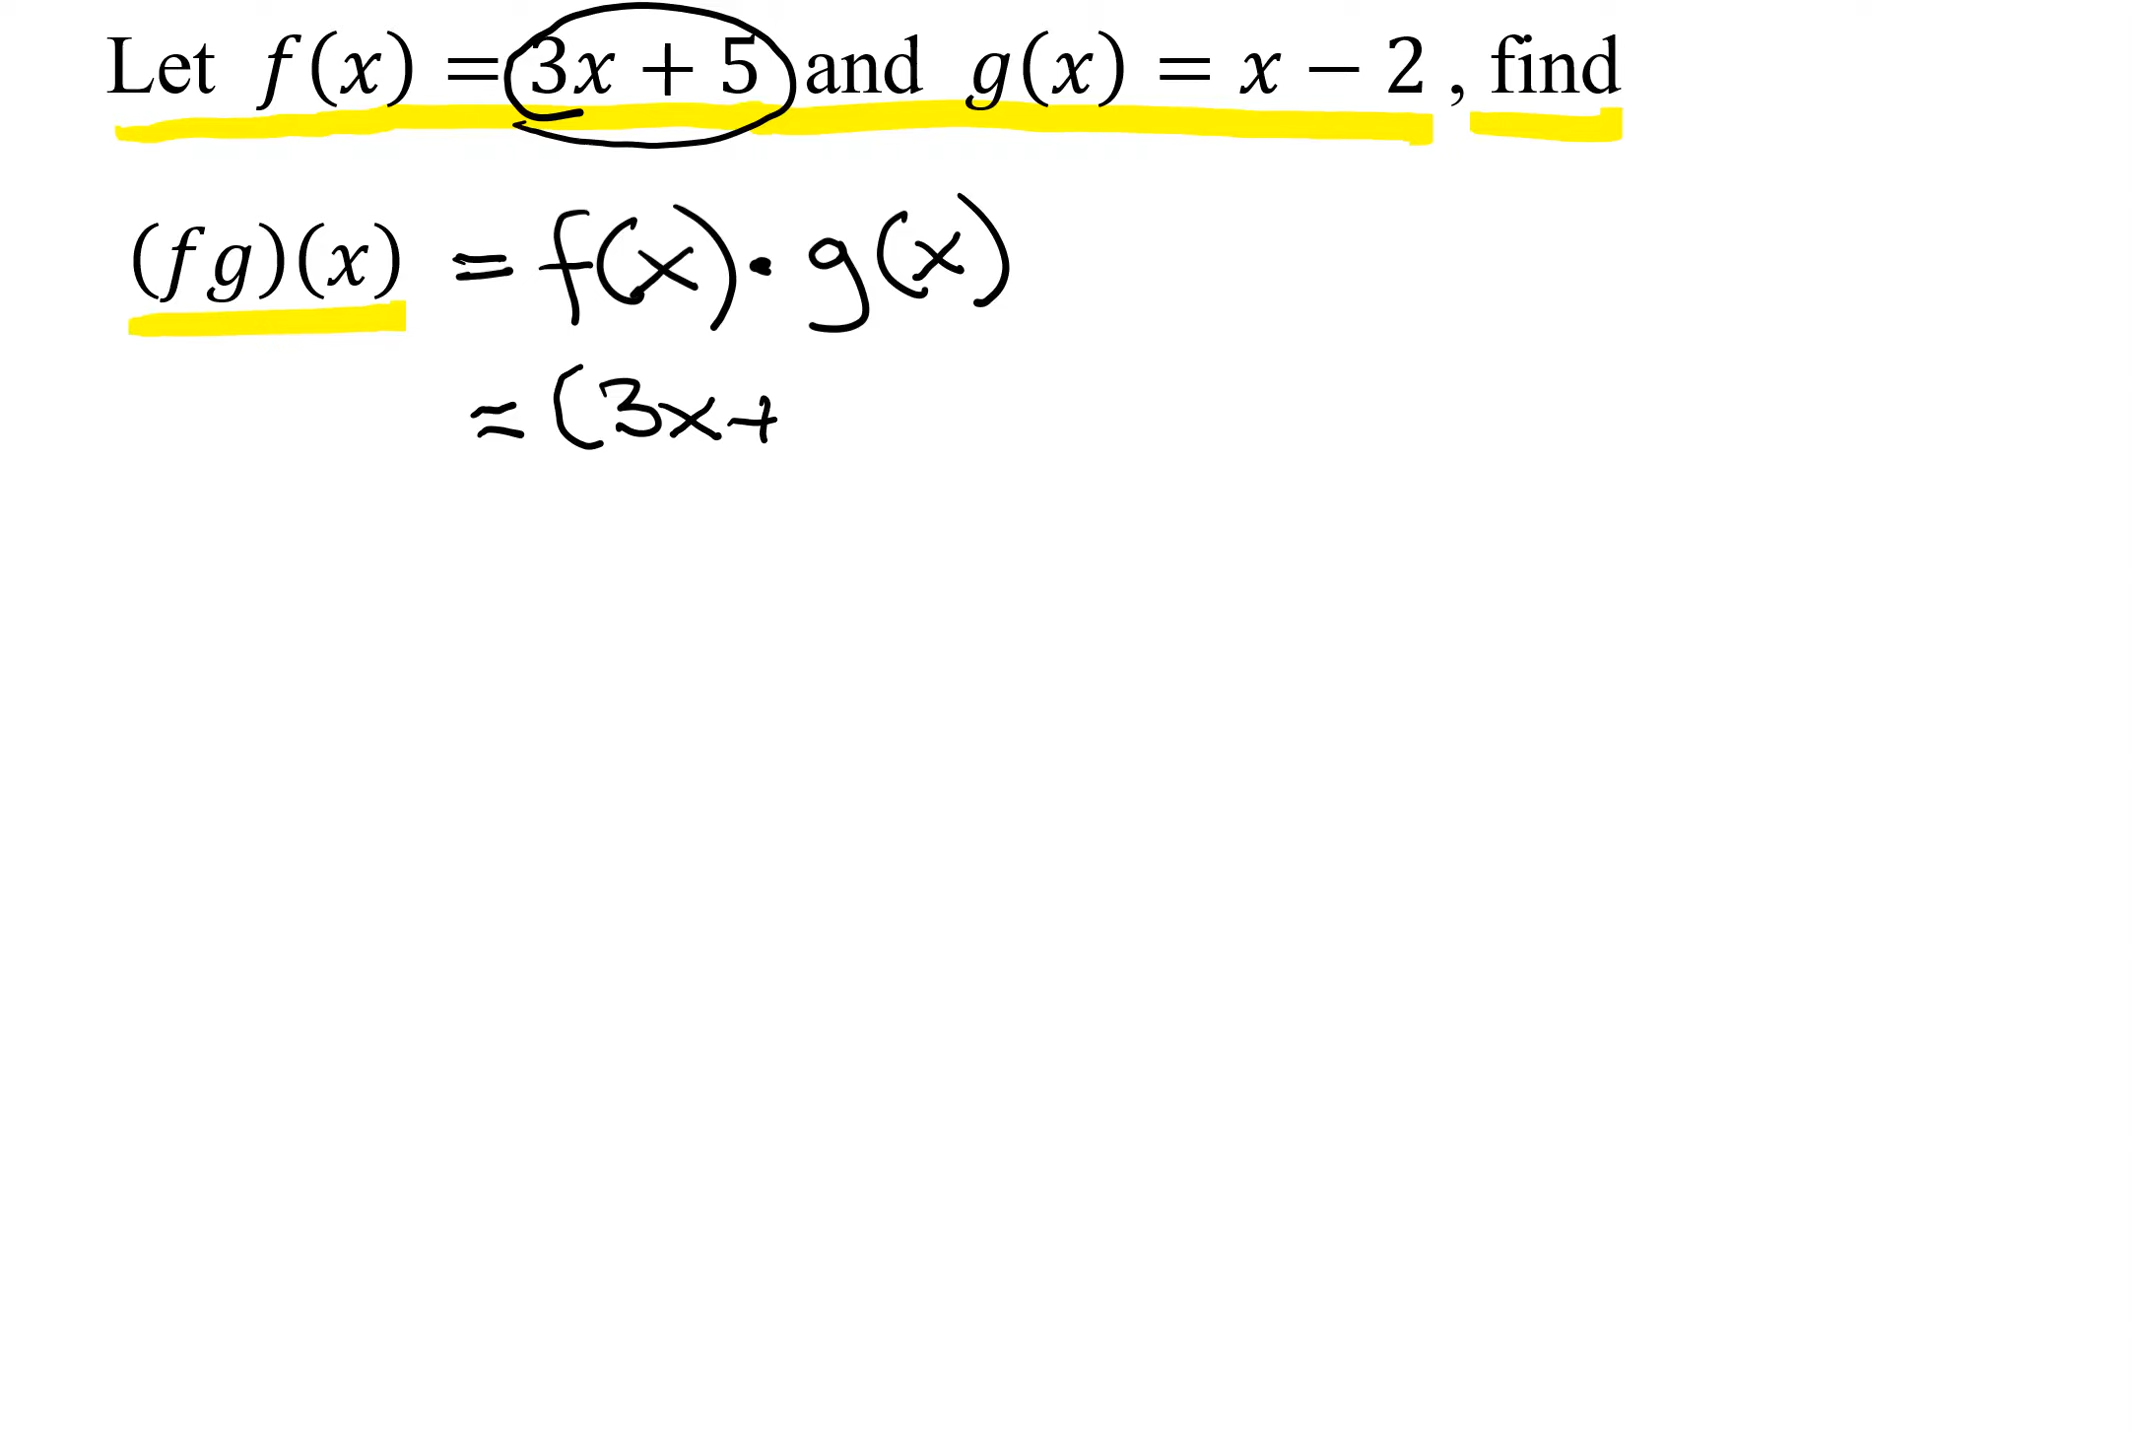 Let f(x) = 3x + 5 and g(x) = x − 2 , find
(fg)(x) = f(x) · g(x)
= (3x+